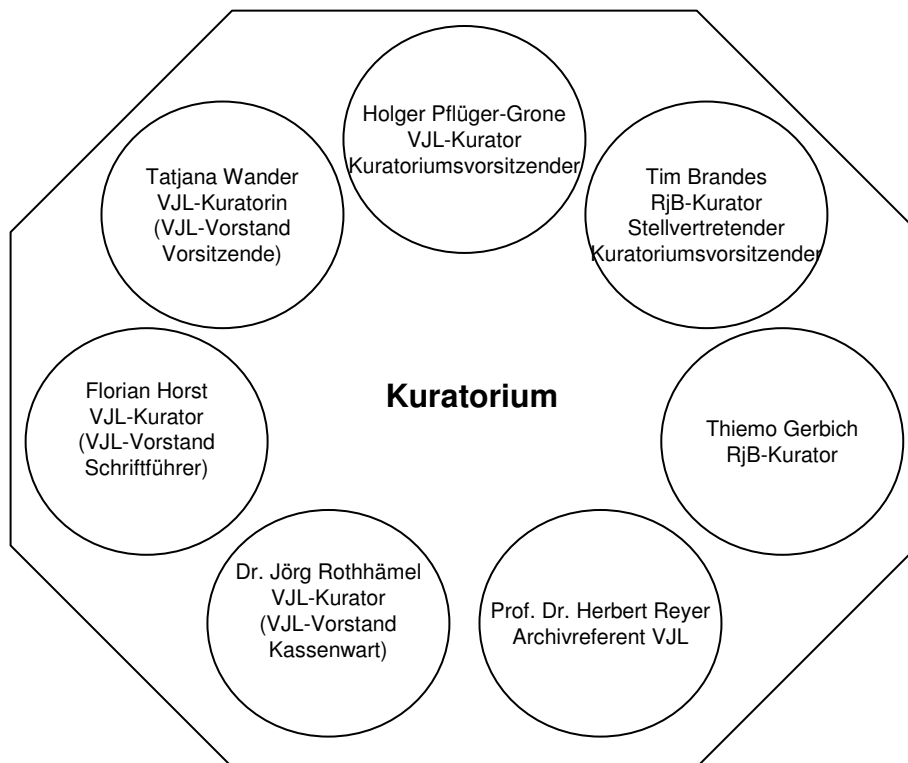 Holger Pflüger-Grone
VJL-Kurator
Kuratoriumsvorsitzender
Tatjana Wander
VJL-Kuratorin
(VJL-Vorstand
Vorsitzende)
Tim Brandes
RjB-Kurator
Stellvertretender
Kuratoriumsvorsitzender
Florian Horst
VJL-Kurator
(VJL-Vorstand
Schriftführer)
Kuratorium
Thiemo Gerbich
RjB-Kurator
Dr. Jörg Rothhämel
VJL-Kurator
(VJL-Vorstand
Kassenwart)
Prof. Dr. Herbert Reyer
Archivreferent VJL